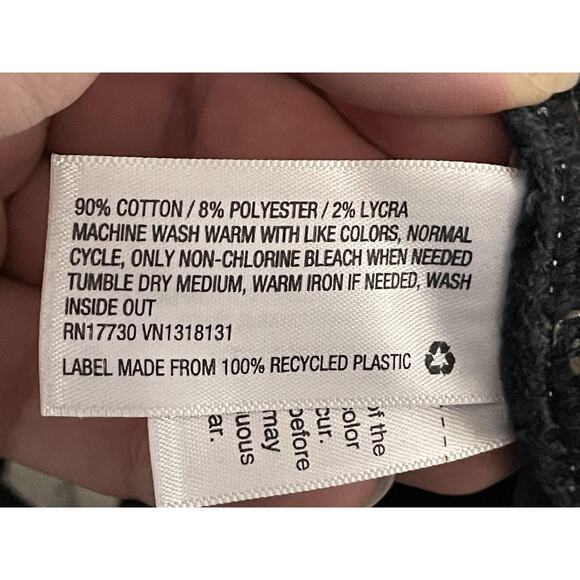 90% COTTON / 8% POLYESTER / 2% LYCRA
MACHINE WASH WARM WITH LIKE COLORS, NORMAL
CYCLE, ONLY NON-CHLORINE BLEACH WHEN NEEDED
TUMBLE DRY MEDIUM, WARM IRON IF NEEDED, WASH
INSIDE OUT
RN17730 VN1318131
LABEL MADE FROM 100% RECYCLED PLASTIC
of the
color
cur.
before
may
uous
ar.